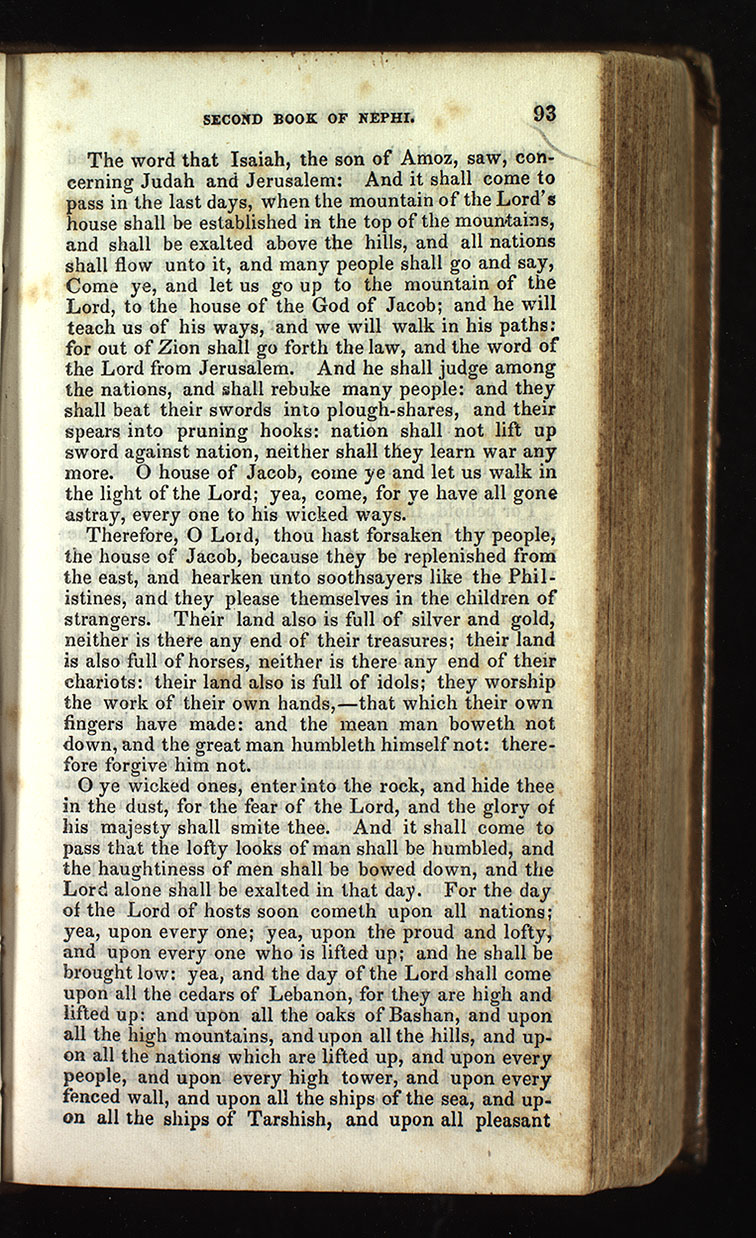 SECOND BOOK OF NEPHI. 93
The word that Isaiah, the son of Amoz, saw, con-
cerning Judah and Jerusalem: And it shall come to
pass in the last days, when the mountain of the Lord's
house shall be established in the top of the mountains,
and shall be exalted above the hills, and all nations
shall flow unto it, and many people shall go and say,
Come ye, and let us go up to the mountain of the
Lord, to the house of the God of Jacob; and he will
teach us of his ways, and we will walk in his paths:
for out of Zion shall go forth the law, and the word of
the Lord from Jerusalem. And he shall judge among
the nations, and shall rebuke many people: and they
shall beat their swords into plough-shares, and their
spears into pruning hooks: nation shall not lift up
sword against nation, neither shall they learn war any
more. O house of Jacob, come ye and let us walk in
the light of the Lord; yea, come, for ye have all gone
astray, every one to his wicked ways.
Therefore, O Lord, thou hast forsaken thy people,
the house of Jacob, because they be replenished from
the east, and hearken unto soothsayers like the Phil-
istines, and they please themselves in the children of
strangers. Their land also is full of silver and gold,
neither is there any end of their treasures; their land
is also full of horses, neither is there any end of their
chariots: their land also is full of idols; they worship
the work of their own hands,—that which their own
fingers have made: and the mean man boweth not
down, and the great man humbleth himself not: there-
fore forgive him not.
O ye wicked ones, enter into the rock, and hide thee
in the dust, for the fear of the Lord, and the glory of
his majesty shall smite thee. And it shall come to
pass that the lofty looks of man shall be humbled, and
the haughtiness of men shall be bowed down, and the
Lord alone shall be exalted in that day. For the day
of the Lord of hosts soon cometh upon all nations;
yea, upon every one; yea, upon the proud and lofty,
and upon every one who is lifted up; and he shall be
brought low: yea, and the day of the Lord shall come
upon all the cedars of Lebanon, for they are high and
lifted up: and upon all the oaks of Bashan, and upon
all the high mountains, and upon all the hills, and up-
on all the nations which are lifted up, and upon every
people, and upon every high tower, and upon every
fenced wall, and upon all the ships of the sea, and up-
on all the ships of Tarshish, and upon all pleasant